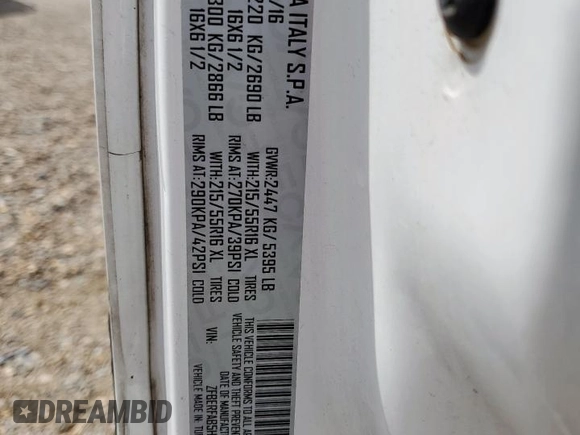 A ITALY S.P.A.
/16
GVWR:2447 KG/ 5395 LB
220 KG/2690 LB WITH:215/55R16 XL TIRES
16X6 1/2 RIMS AT:270KPA/39PSI COLD
300 KG/2866 LB WITH:215/55R16 XL TIRES
16X6 1/2 RIMS AT:290KPA/42PSI COLD
THIS VEHICLE CONFORMS TO ALL
VEHICLE SAFETY AND THEFT PREVEN
DATE OF MANUFACT
VIN:
VEHICLE MADE IN:
DREAMBID